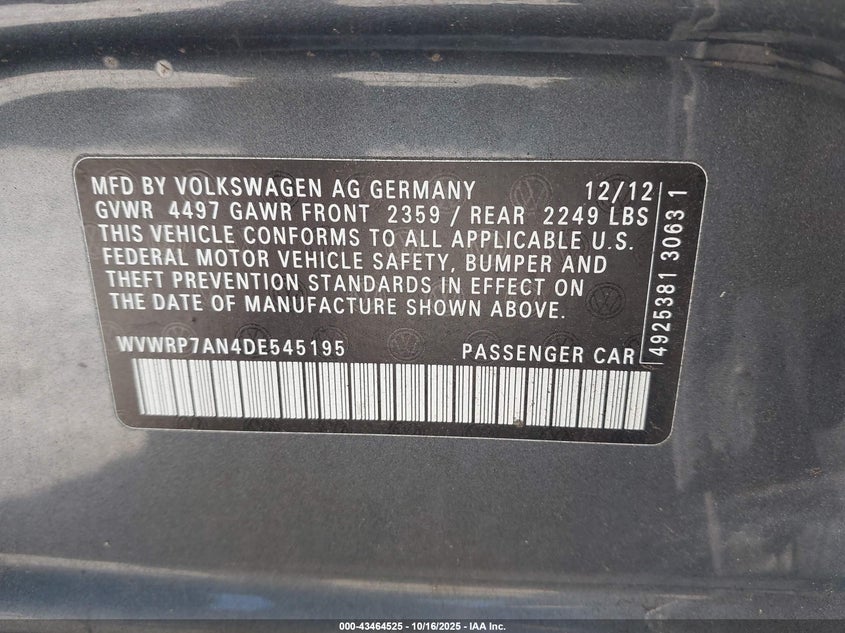 MFD BY VOLKSWAGEN AG GERMANY 12/12
GVWR 4497 GAWR FRONT 2359 / REAR 2249 LBS
THIS VEHICLE CONFORMS TO ALL APPLICABLE U.S.
FEDERAL MOTOR VEHICLE SAFETY, BUMPER AND
THEFT PREVENTION STANDARDS IN EFFECT ON
THE DATE OF MANUFACTURE SHOWN ABOVE.
WVWRP7AN4DE545195 PASSENGER CAR
4925381 3063 1
000-43464525 - 10/16/2025 - IAA Inc.